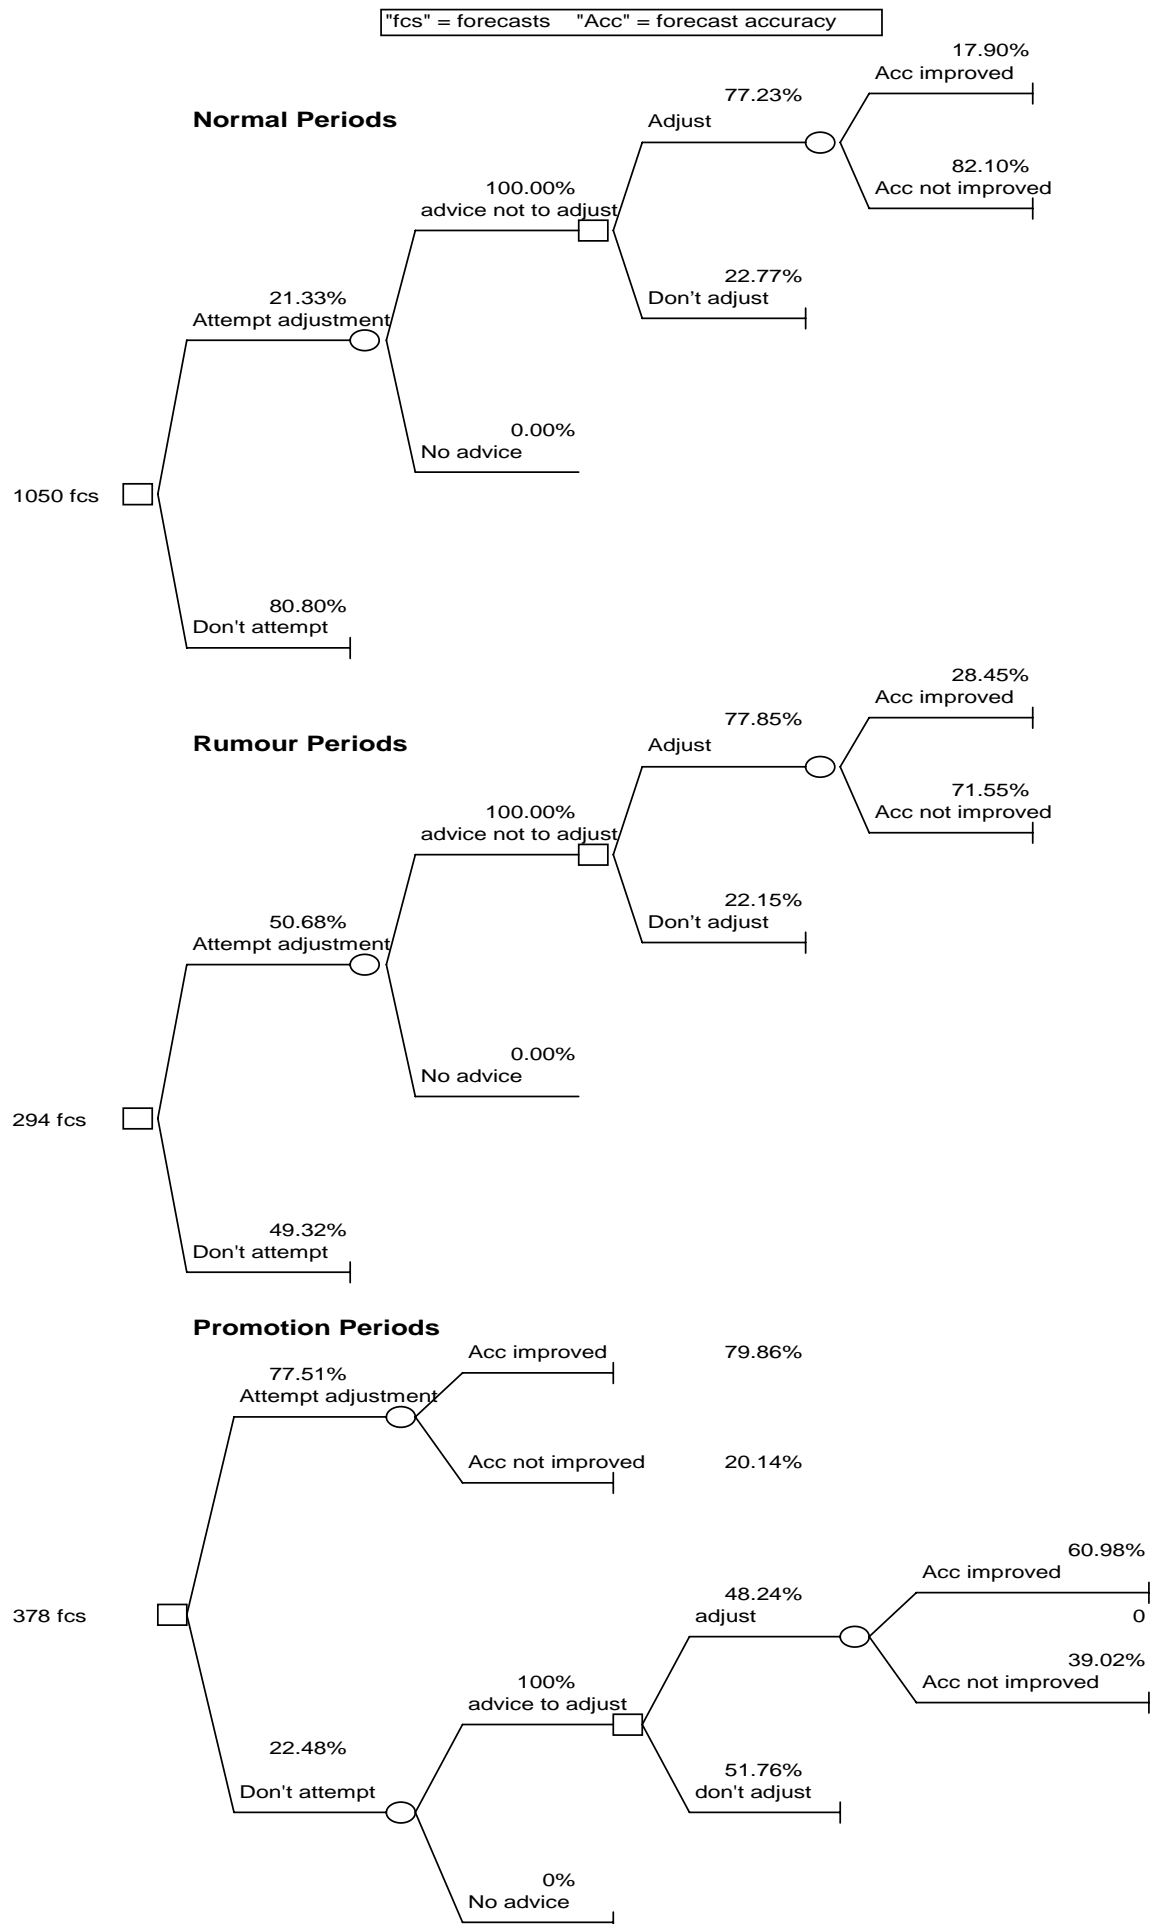 "fcs" = forecasts "Acc" = forecast accuracy
17.90%
Acc improved
77.23%
Normal Periods
Adjust
82.10%
Acc not improved
100.00%
advice not to adjust
22.77%
Don’t adjust
21.33%
Attempt adjustment
0.00%
No advice
1050 fcs
80.80%
Don't attempt
28.45%
Acc improved
77.85%
Rumour Periods
Adjust
71.55%
Acc not improved
100.00%
advice not to adjust
22.15%
Don’t adjust
50.68%
Attempt adjustment
0.00%
No advice
294 fcs
49.32%
Don't attempt
Promotion Periods
Acc improved 79.86%
77.51%
Attempt adjustment
Acc not improved 20.14%
60.98%
Acc improved
48.24%
adjust
378 fcs
0
39.02%
Acc not improved
100%
advice to adjust
22.48%
Don't attempt
51.76%
don't adjust
0%
No advice